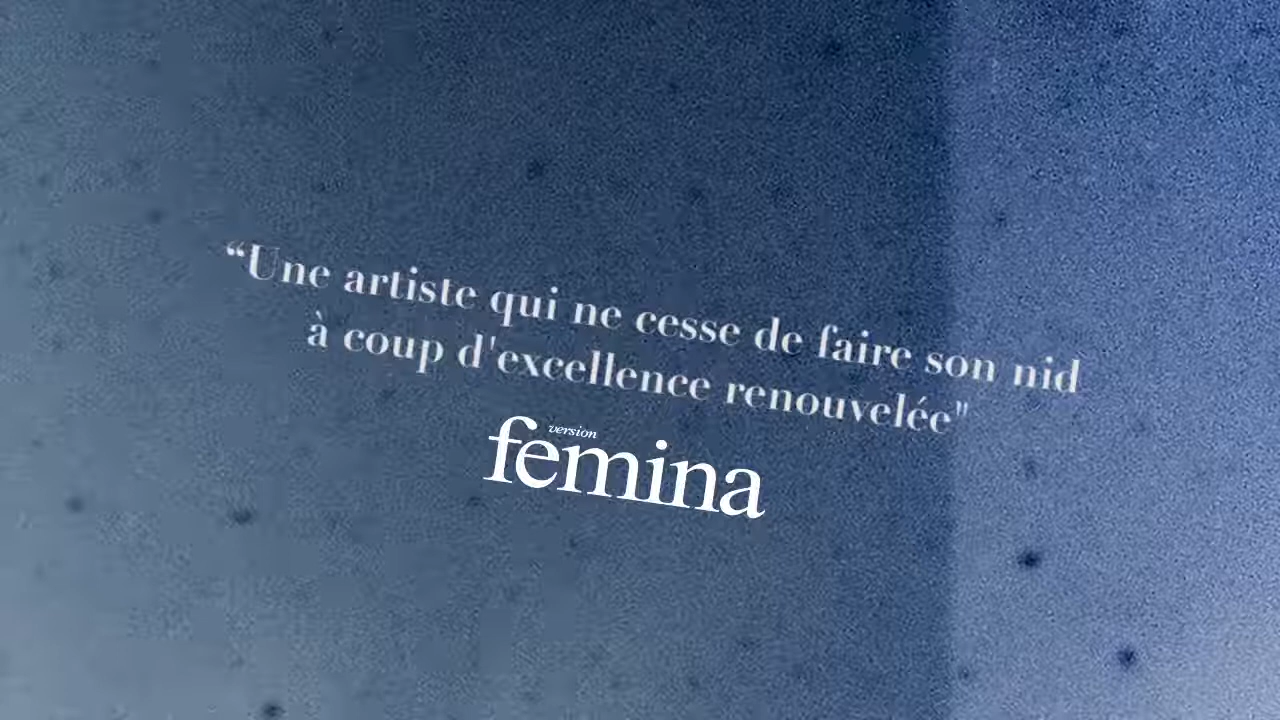 “Une artiste qui ne cesse de faire son nid
à coup d'excellence renouvelée"
version
femina